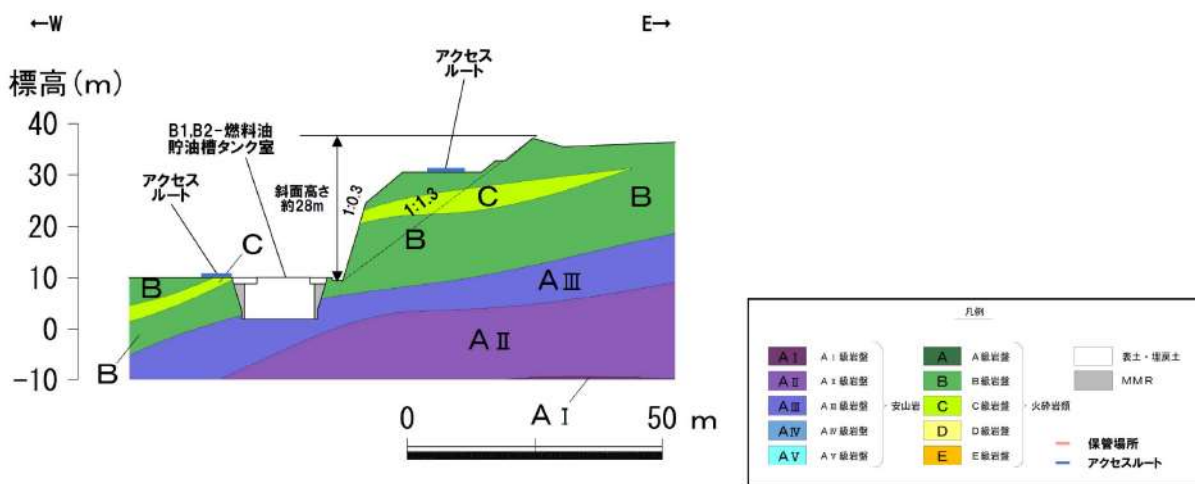 ←W
E→
標高(m)
アクセス
ルート
B1,B2-燃料油
貯油槽タンク室
アクセス
ルート
斜面高さ
約28m
1:0.3
1:1.3
40
30
20
10
0
-10
C
B
C
B
B
B
B
AⅢ
AⅡ
AⅠ
0
50
m
凡例
AⅠ AⅠ級岩盤
AⅡ AⅡ級岩盤
AⅢ AⅢ級岩盤
AⅣ AⅣ級岩盤
AⅤ AⅤ級岩盤
安山岩
A A級岩盤
B B級岩盤
C C級岩盤
D D級岩盤
E E級岩盤
火砕岩類
表土・埋戻土
MMR
保管場所
アクセスルート